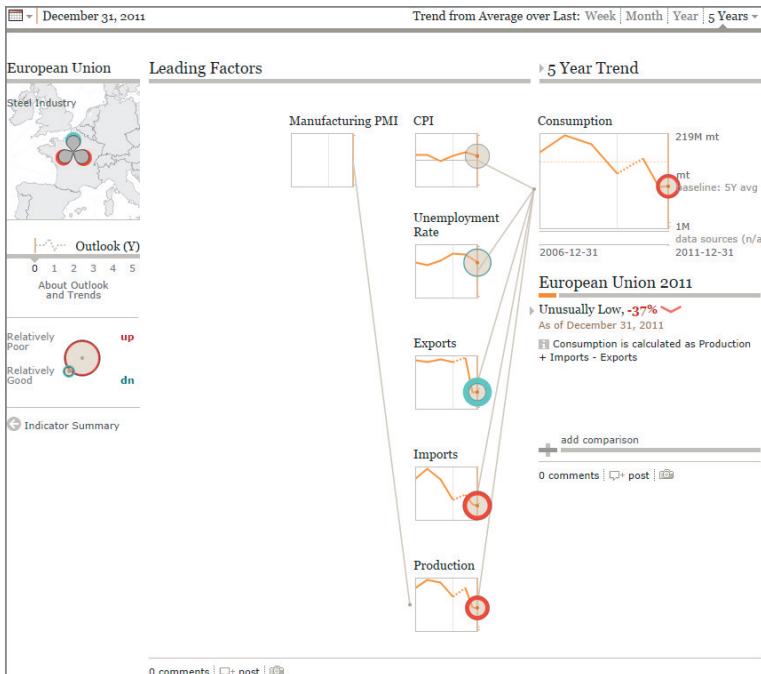 December 31, 2011
Trend from Average over Last: Week Month Year 5 Years
European Union
Steel Industry
Outlook (Y)
0 1 2 3 4 5
About Outlook
and Trends
Relatively
Poor
up
Relatively
Good
dn
Indicator Summary
Leading Factors
Manufacturing PMI
CPI
Unemployment
Rate
Exports
Imports
Production
0 comments + post
5 Year Trend
Consumption
219M mt
mt
baseline: 5Y avg
1M
data sources (n/a
2006-12-31
2011-12-31
European Union 2011
Unusually Low, -37%
As of December 31, 2011
Consumption is calculated as Production
+ Imports - Exports
add comparison
0 comments + post